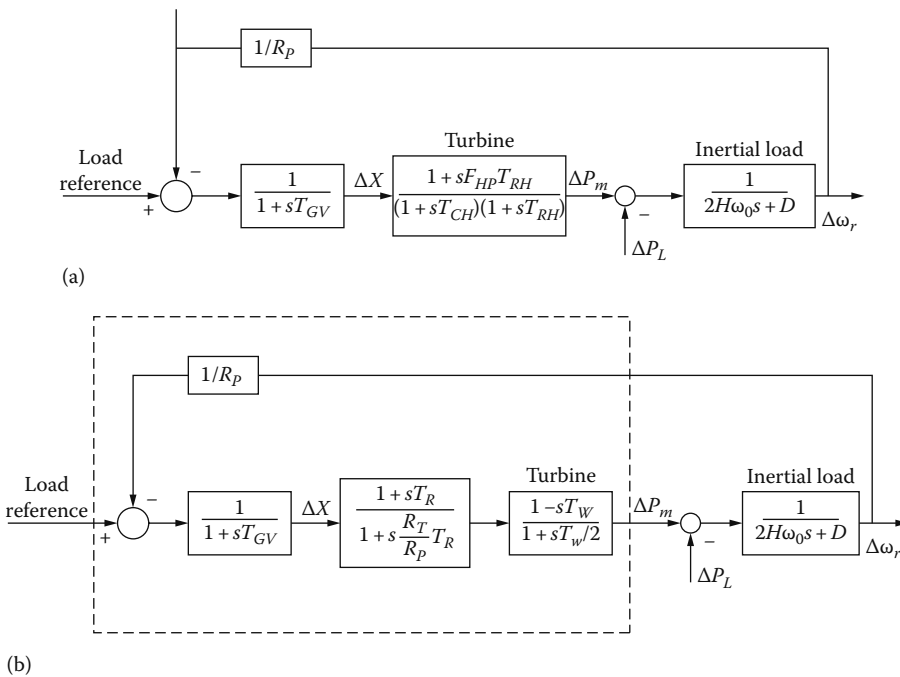 1/R_P
Turbine
Inertial load
Load
reference
+
−
1
1 + sT_GV
ΔX
1 + sF_HP T_RH
(1 + sT_CH)(1 + sT_RH)
ΔP_m
−
ΔP_L
1
2Hω_0s + D
Δω_r
(a)
1/R_P
Turbine
Inertial load
Load
reference
+
−
1
1 + sT_GV
ΔX
1 + sT_R
1 + s R_T/R_P T_R
1 − sT_W
1 + sT_w/2
ΔP_m
−
ΔP_L
1
2Hω_0s + D
Δω_r
(b)